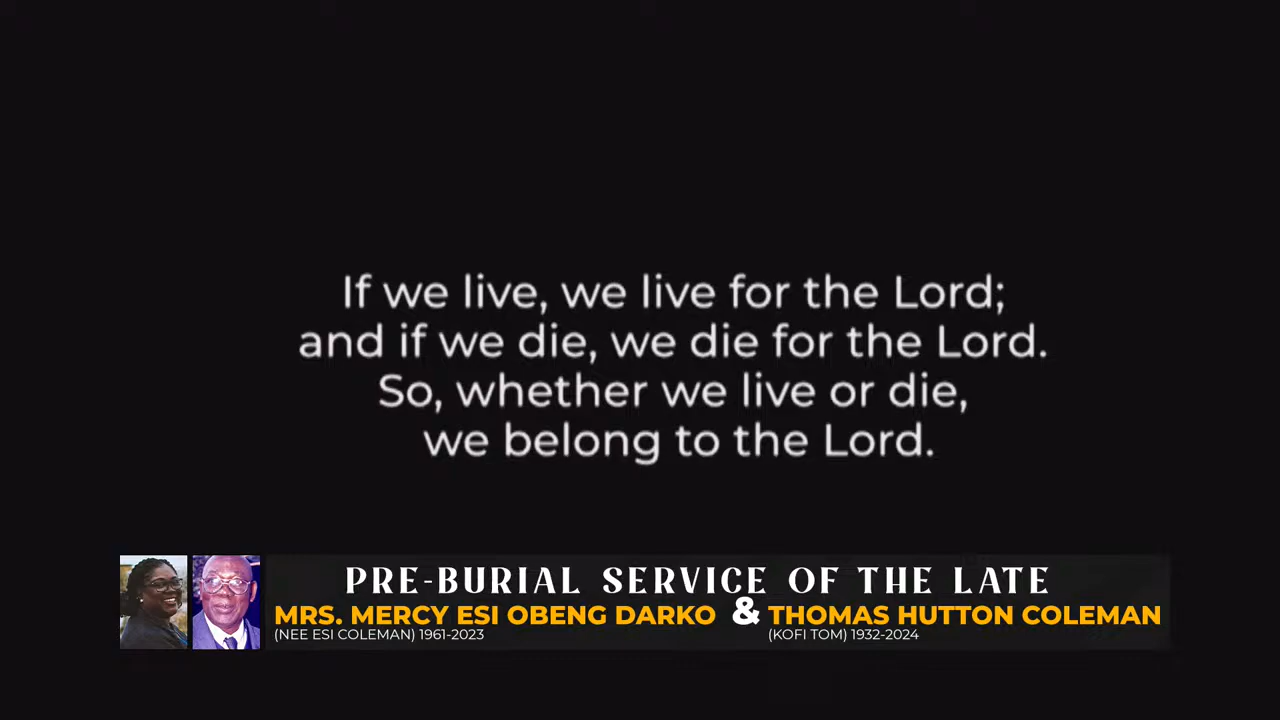 If we live, we live for the Lord;
and if we die, we die for the Lord.
So, whether we live or die,
we belong to the Lord.
PRE-BURIAL SERVICE OF THE LATE
MRS. MERCY ESI OBENG DARKO & THOMAS HUTTON COLEMAN
(NEE ESI COLEMAN) 1961-2023 (KOFI TOM) 1932-2024